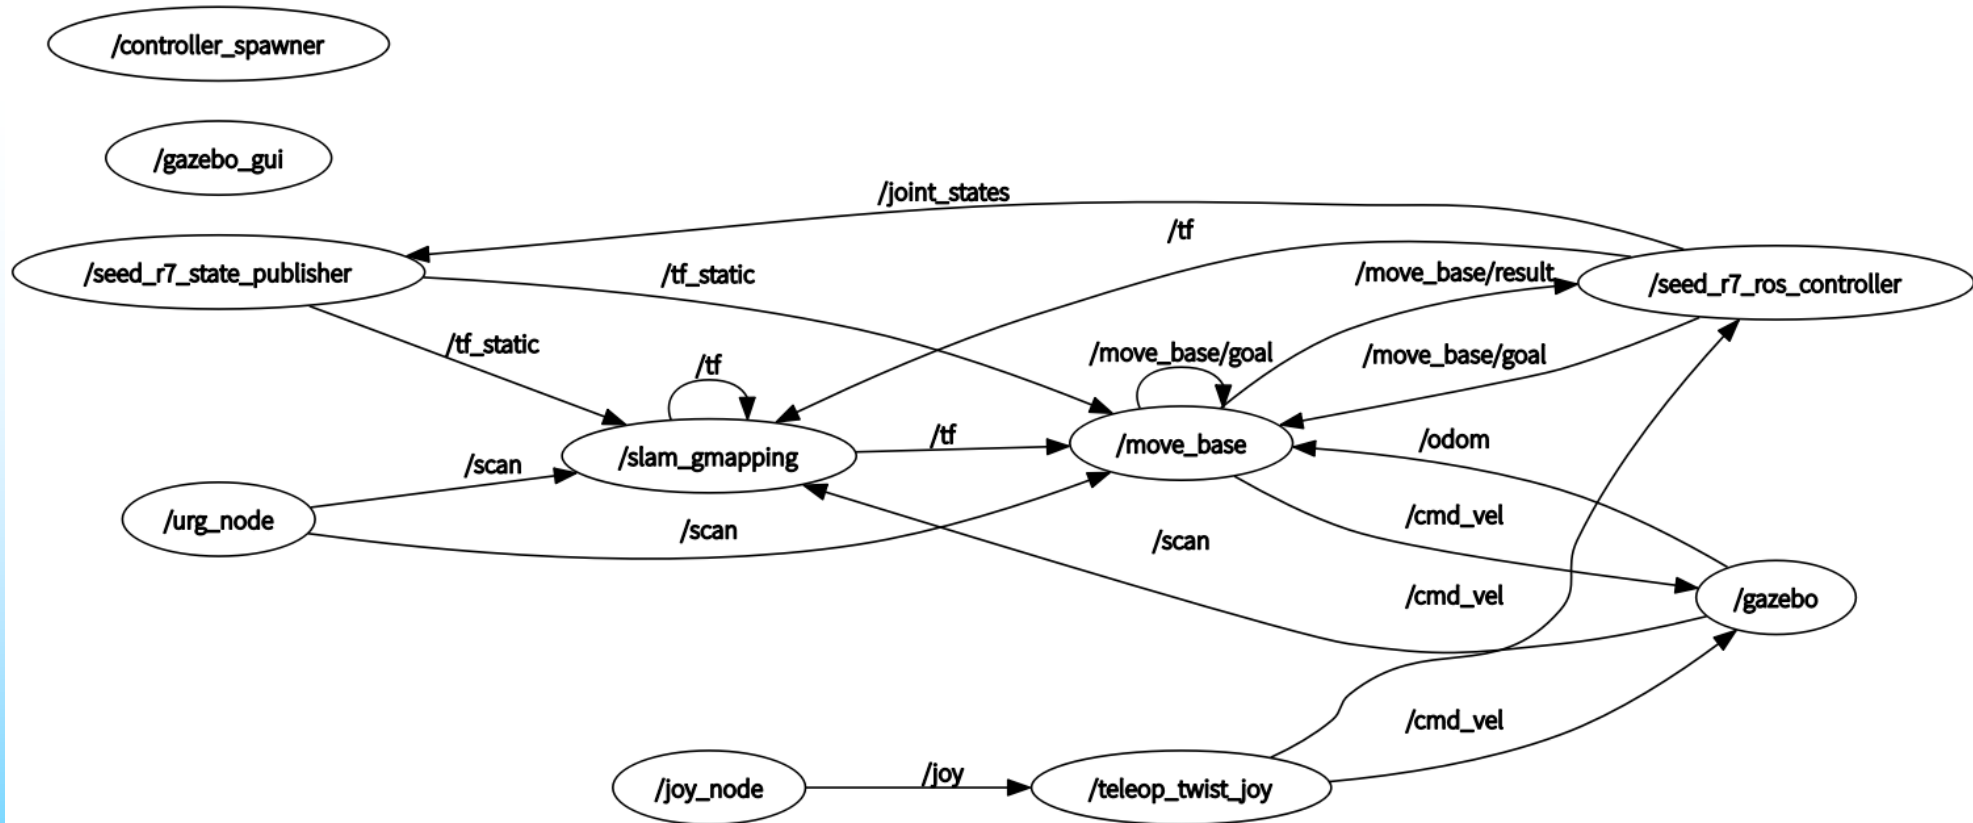 /controller_spawner
/gazebo_gui
/joint_states
/tf
/seed_r7_state_publisher
/tf_static
/move_base/result
/seed_r7_ros_controller
/tf_static
/tf
/move_base/goal
/move_base/goal
/slam_gmapping
/tf
/move_base
/odom
/scan
/urg_node
/scan
/scan
/cmd_vel
/cmd_vel
/gazebo
/cmd_vel
/joy_node
/joy
/teleop_twist_joy